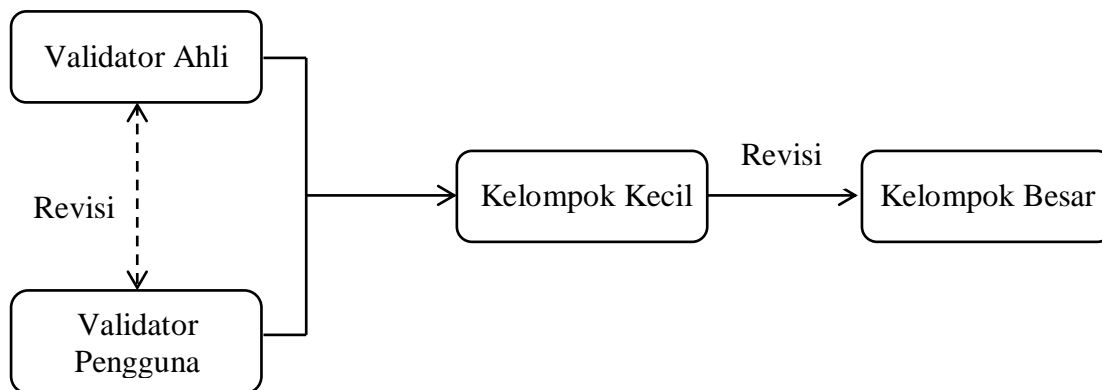 Validator Ahli
Revisi
Kelompok Kecil
Revisi
Kelompok Besar
Validator
Pengguna